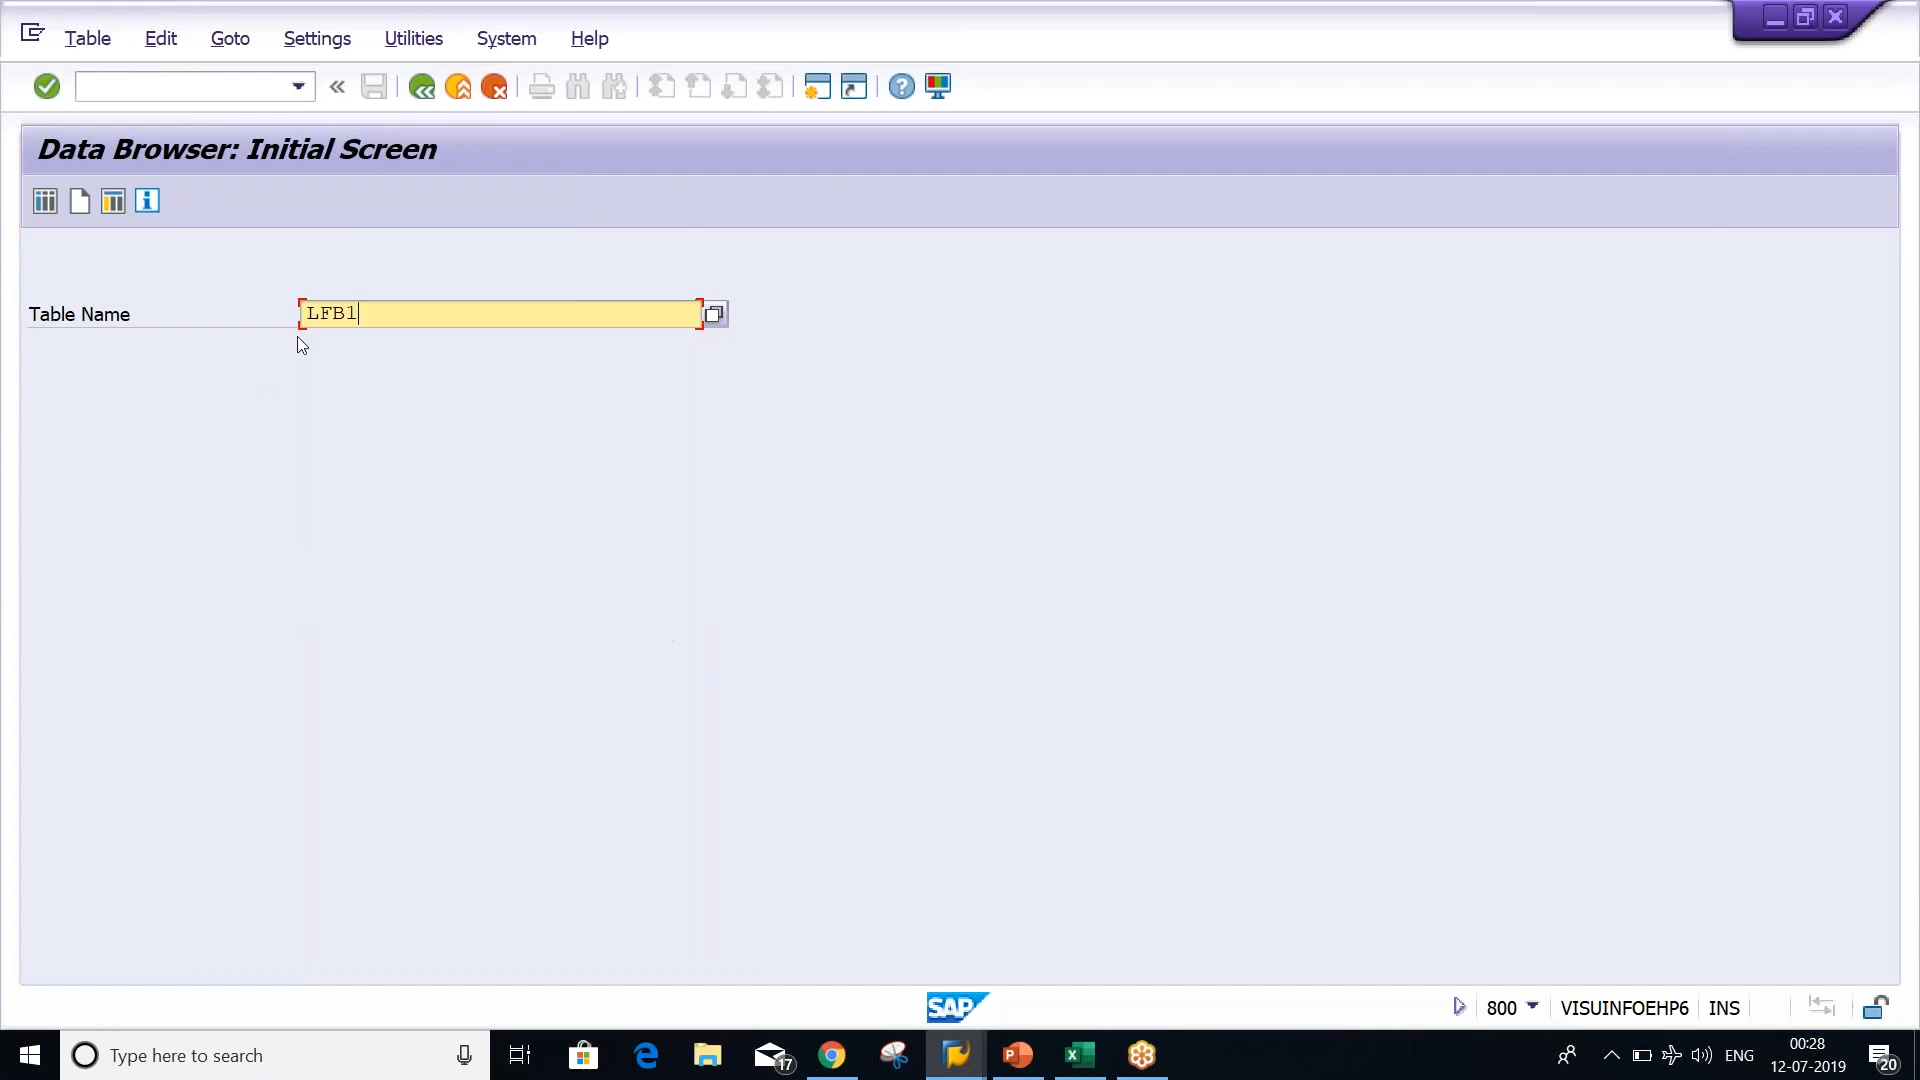 Table Edit Goto Settings Utilities System Help
Data Browser: Initial Screen
Table Name LFB1
SAP
800 VISUINFOEHP6 INS
Type here to search
17
ENG
00:28
12-07-2019
20